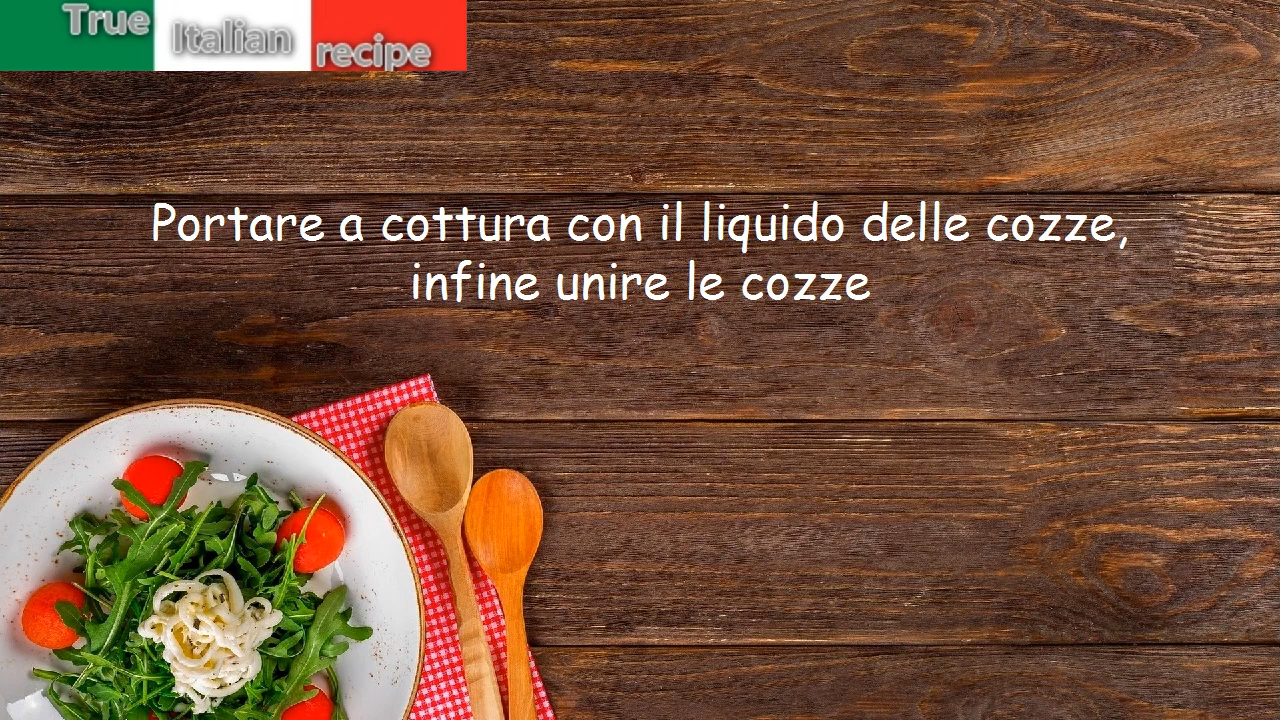 True Italian recipe
Portare a cottura con il liquido delle cozze,
infine unire le cozze